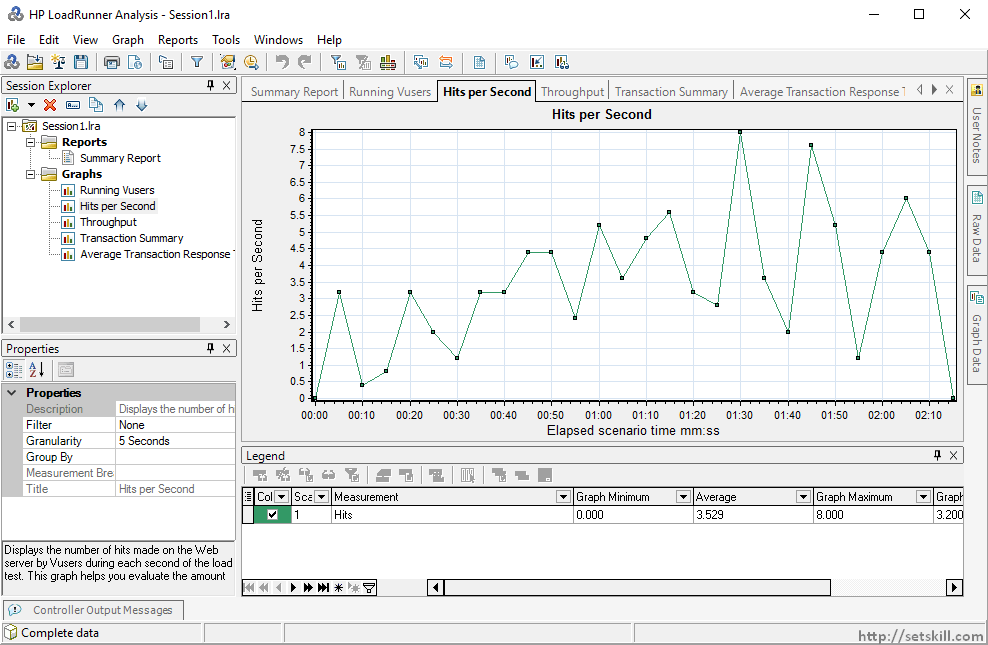 HP LoadRunner Analysis - Session1.lra
File Edit View Graph Reports Tools Windows Help
Session Explorer
Session1.lra
Reports
Summary Report
Graphs
Running Vusers
Hits per Second
Throughput
Transaction Summary
Average Transaction Response
Properties
Properties
Description Displays the number of h
Filter None
Granularity 5 Seconds
Group By
Measurement Bre
Title Hits per Second
Displays the number of hits made on the Web
server by Vusers during each second of the load
test. This graph helps you evaluate the amount
Summary Report Running Vusers Hits per Second Throughput Transaction Summary Average Transaction Response T
Hits per Second
Hits per Second
8
7.5
7
6.5
6
5.5
5
4.5
4
3.5
3
2.5
2
1.5
1
0.5
0
00:00 00:10 00:20 00:30 00:40 00:50 01:00 01:10 01:20 01:30 01:40 01:50 02:00 02:10
Elapsed scenario time mm:ss
User Notes
Raw Data
Graph Data
Legend
Col Sca Measurement Graph Minimum Average Graph Maximum Graph
1 Hits 0.000 3.529 8.000 3.200
Controller Output Messages
Complete data
http://setskill.com